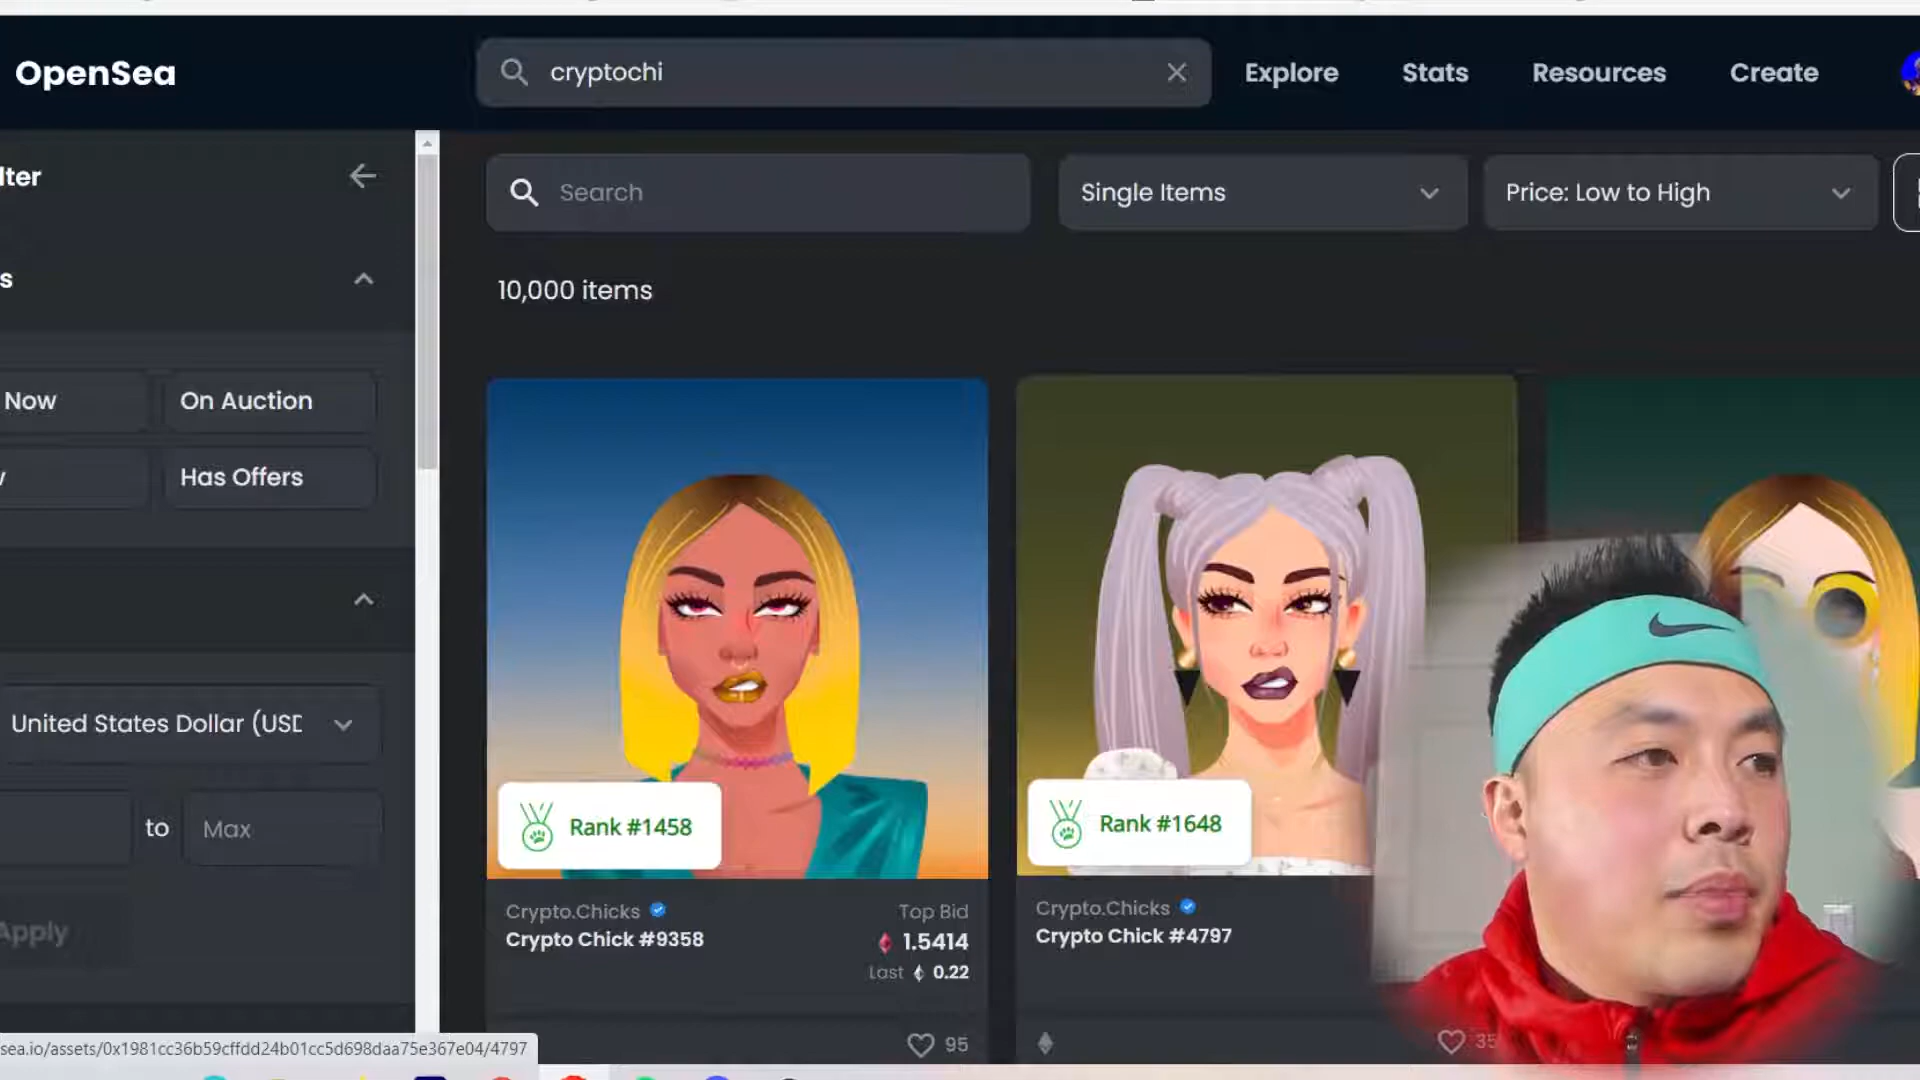 OpenSea
cryptochi
Explore
Stats
Resources
Create
lter
Search
Single Items
Price: Low to High
s
10,000 items
Now
On Auction
Has Offers
United States Dollar (USD
to
Max
Apply
Rank #1458
Rank #1648
Crypto.Chicks
Crypto Chick #9358
Top Bid
1.5414
Last 0.22
95
Crypto.Chicks
Crypto Chick #4797
35
sea.io/assets/0x1981cc36b59cffdd24b01cc5d698daa75e367e04/4797